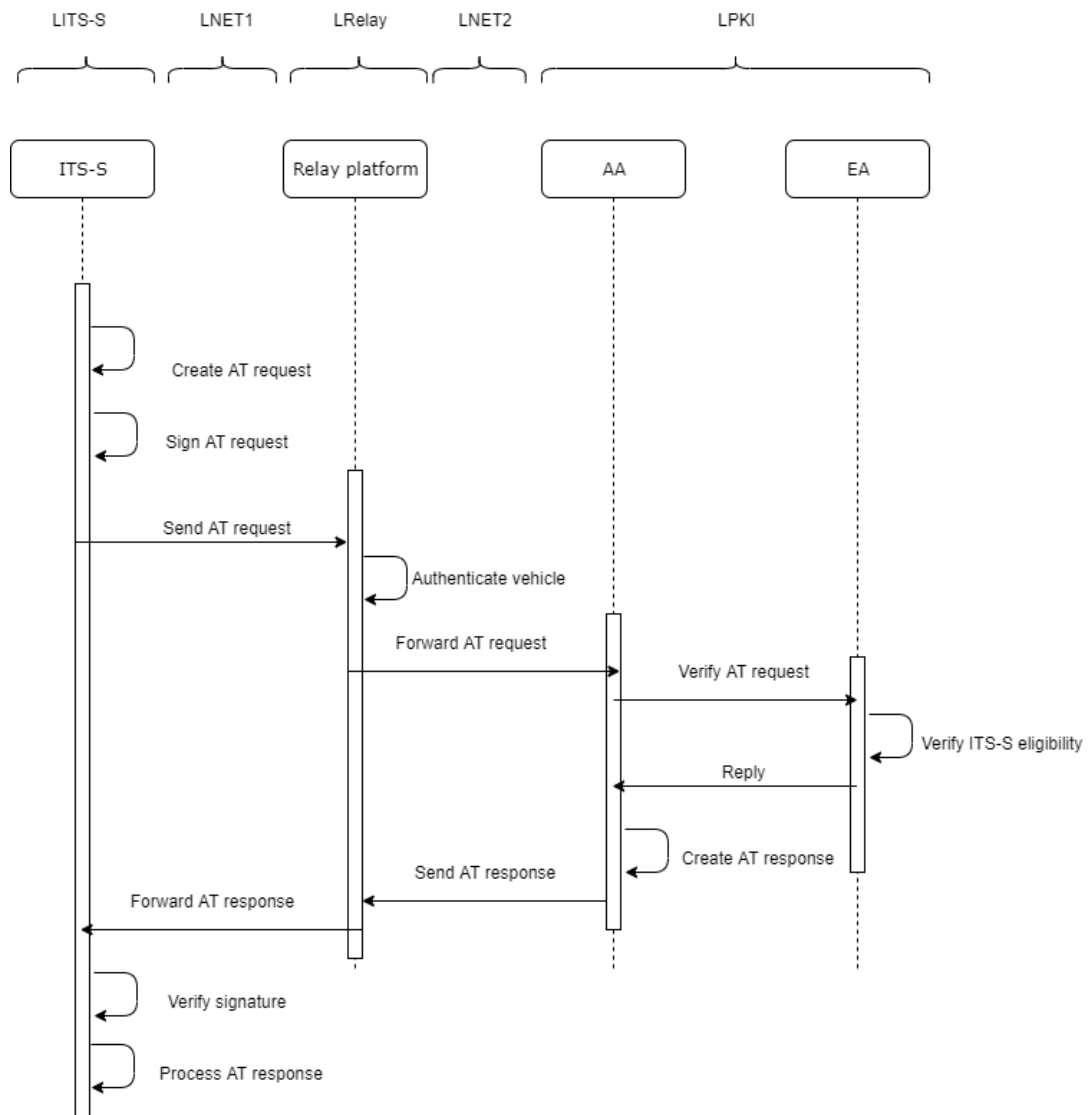 LITS-S
LNET1
LRelay
LNET2
LPKI
ITS-S
Relay platform
AA
EA
Create AT request
Sign AT request
Send AT request
Authenticate vehicle
Forward AT request
Verify AT request
Verify ITS-S eligibility
Reply
Create AT response
Send AT response
Forward AT response
Verify signature
Process AT response